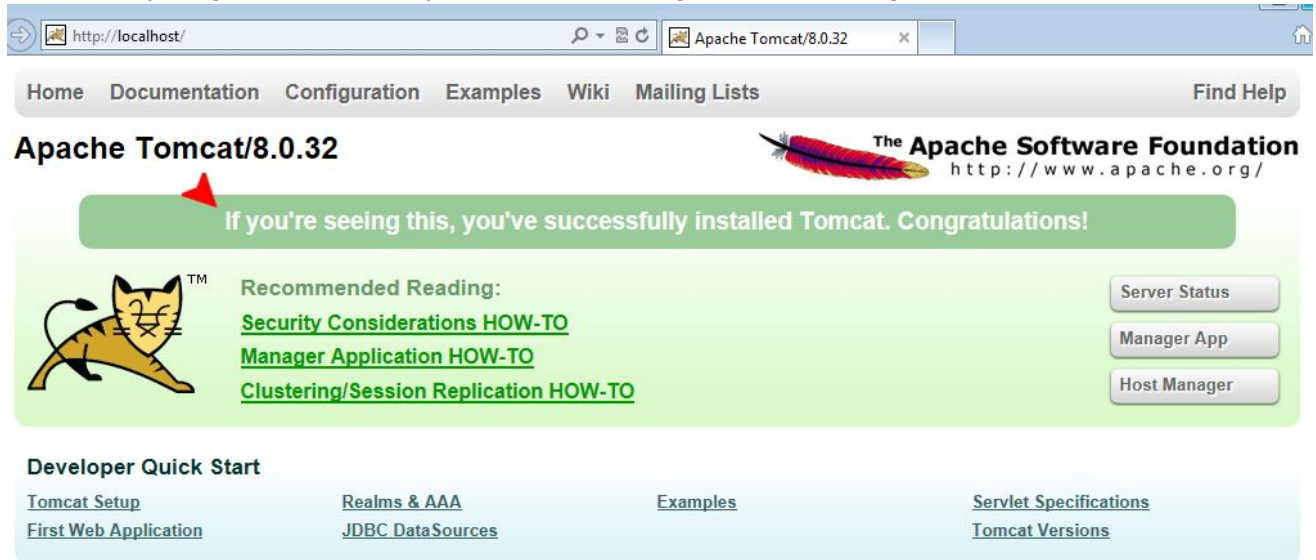 http://localhost/
Apache Tomcat/8.0.32
Home Documentation Configuration Examples Wiki Mailing Lists Find Help
Apache Tomcat/8.0.32
The Apache Software Foundation
http://www.apache.org/
If you're seeing this, you've successfully installed Tomcat. Congratulations!
TM
Recommended Reading:
Security Considerations HOW-TO
Manager Application HOW-TO
Clustering/Session Replication HOW-TO
Server Status
Manager App
Host Manager
Developer Quick Start
Tomcat Setup Realms & AAA Examples Servlet Specifications
First Web Application JDBC DataSources Tomcat Versions